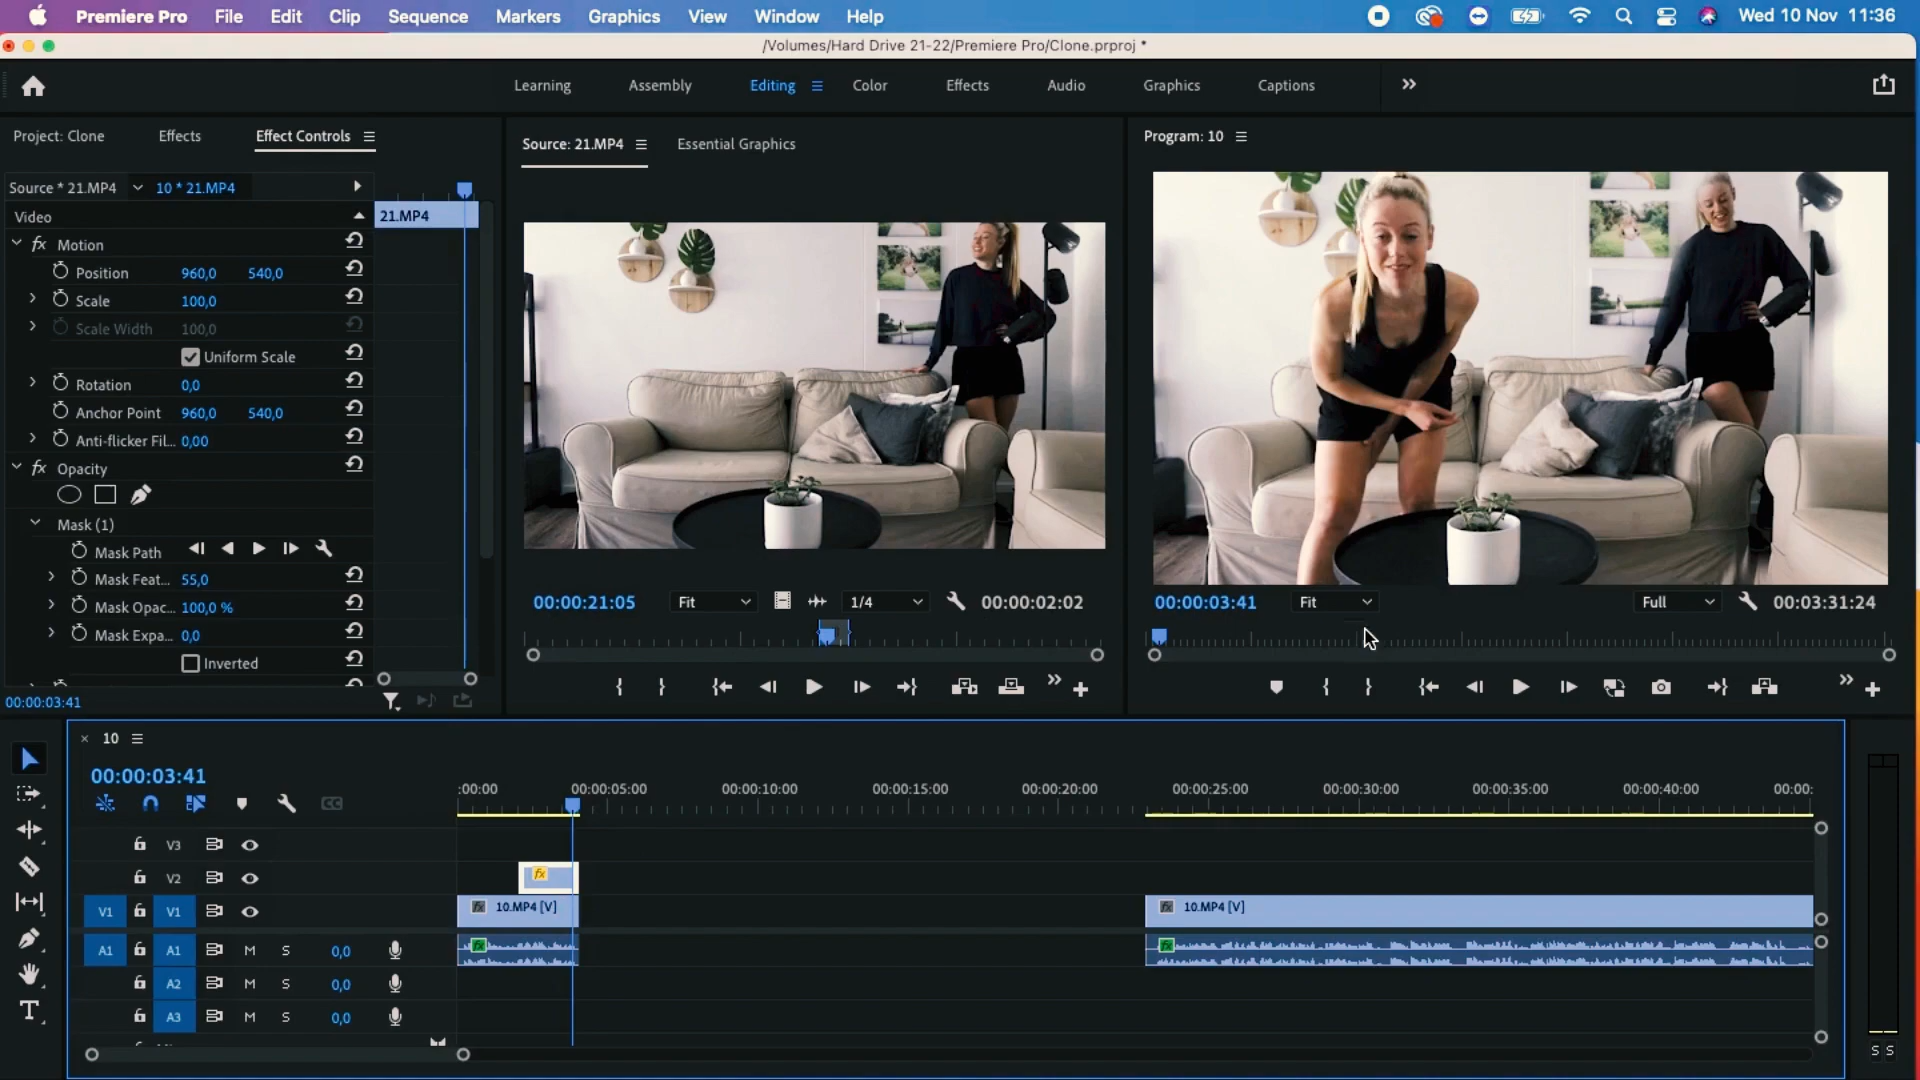 Premiere Pro File Edit Clip Sequence Markers Graphics View Window Help Wed 10 Nov 11:36
/Volumes/Hard Drive 21-22/Premiere Pro/Clone.prproj *
Learning Assembly Editing Color Effects Audio Graphics Captions
Project: Clone Effects Effect Controls
Source: 21.MP4 Essential Graphics
Program: 10
Source * 21.MP4 10 * 21.MP4
Video
21.MP4
fx Motion
Position 960,0 540,0
Scale 100,0
Scale Width 100,0
Uniform Scale
Rotation 0,0
Anchor Point 960,0 540,0
Anti-flicker Fil... 0,00
fx Opacity
Mask (1)
Mask Path
Mask Feat... 55,0
Mask Opac... 100,0 %
Mask Expa... 0,0
Inverted
00:00:03:41
00:00:21:05 Fit 1/4 00:00:02:02
00:00:03:41 Fit Full 00:03:31:24
× 10
00:00:03:41
:00:00 00:00:05:00 00:00:10:00 00:00:15:00 00:00:20:00 00:00:25:00 00:00:30:00 00:00:35:00 00:00:40:00 00:00:
CC
V3
V2 fx
V1 V1 fx 10.MP4 [V] fx 10.MP4 [V]
A1 A1 M S 0,0 fx fx
A2 M S 0,0
A3 M S 0,0
S S